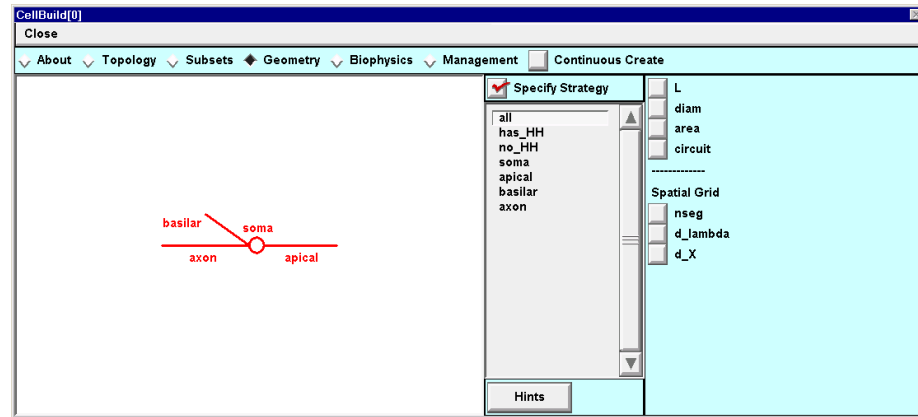 CellBuild[0]
Close
About Topology Subsets Geometry Biophysics Management Continuous Create
basilar
soma
axon
apical
Specify Strategy
all
has_HH
no_HH
soma
apical
basilar
axon
Hints
L
diam
area
circuit
-------------
Spatial Grid
nseg
d_lambda
d_X